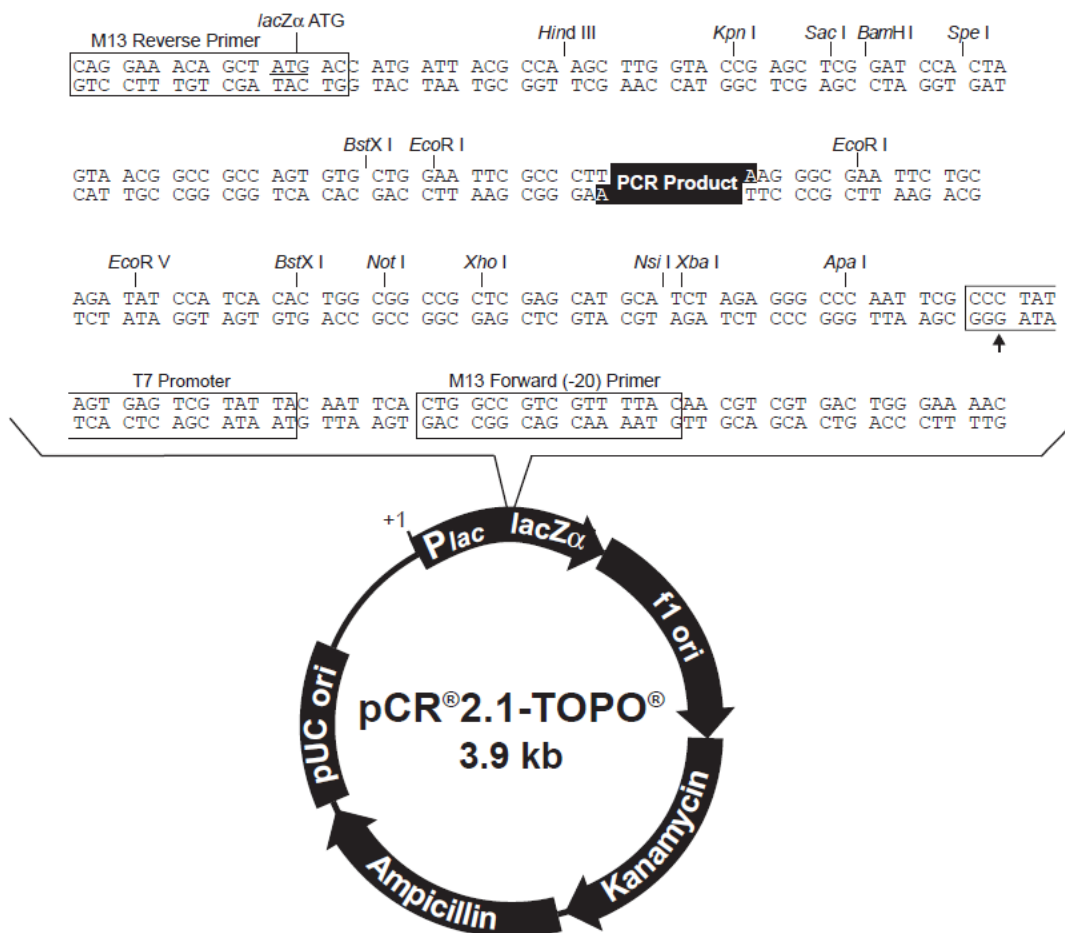 lacZα ATG
M13 Reverse Primer
Hind III Kpn I Sac I BamH I Spe I
CAG GAA ACA GCT ATG ACC ATG ATT ACG CCA AGC TTG GTA CCG AGC TCG GAT CCA CTA
GTC CTT TGT CGA TAC TGG TAC TAA TGC GGT TCG AAC CAT GGC TCG AGC CTA GGT GAT
BstX I EcoR I EcoR I
GTA ACG GCC GCC AGT GTG CTG GAA TTC GCC CTT PCR Product AAG GGC GAA TTC TGC
CAT TGC CGG CGG TCA CAC GAC CTT AAG CGG GAA TTC CCG CTT AAG ACG
EcoR V BstX I Not I Xho I Nsi I Xba I Apa I
AGA TAT CCA TCA CAC TGG CGG CCG CTC GAG CAT GCA TCT AGA GGG CCC AAT TCG CCC TAT
TCT ATA GGT AGT GTG ACC GCC GGC GAG CTC GTA CGT AGA TCT CCC GGG TTA AGC GGG ATA
T7 Promoter M13 Forward (-20) Primer
AGT GAG TCG TAT TAC AAT TCA CTG GCC GTC GTT TTA CAA CGT CGT GAC TGG GAA AAC
TCA CTC AGC ATA ATG TTA AGT GAC CGG CAG CAA AAT GTT GCA GCA CTG ACC CTT TTG
+1
Plac lacZα
f1 ori
Kanamycin
Ampicillin
pUC ori
pCR®2.1-TOPO®
3.9 kb